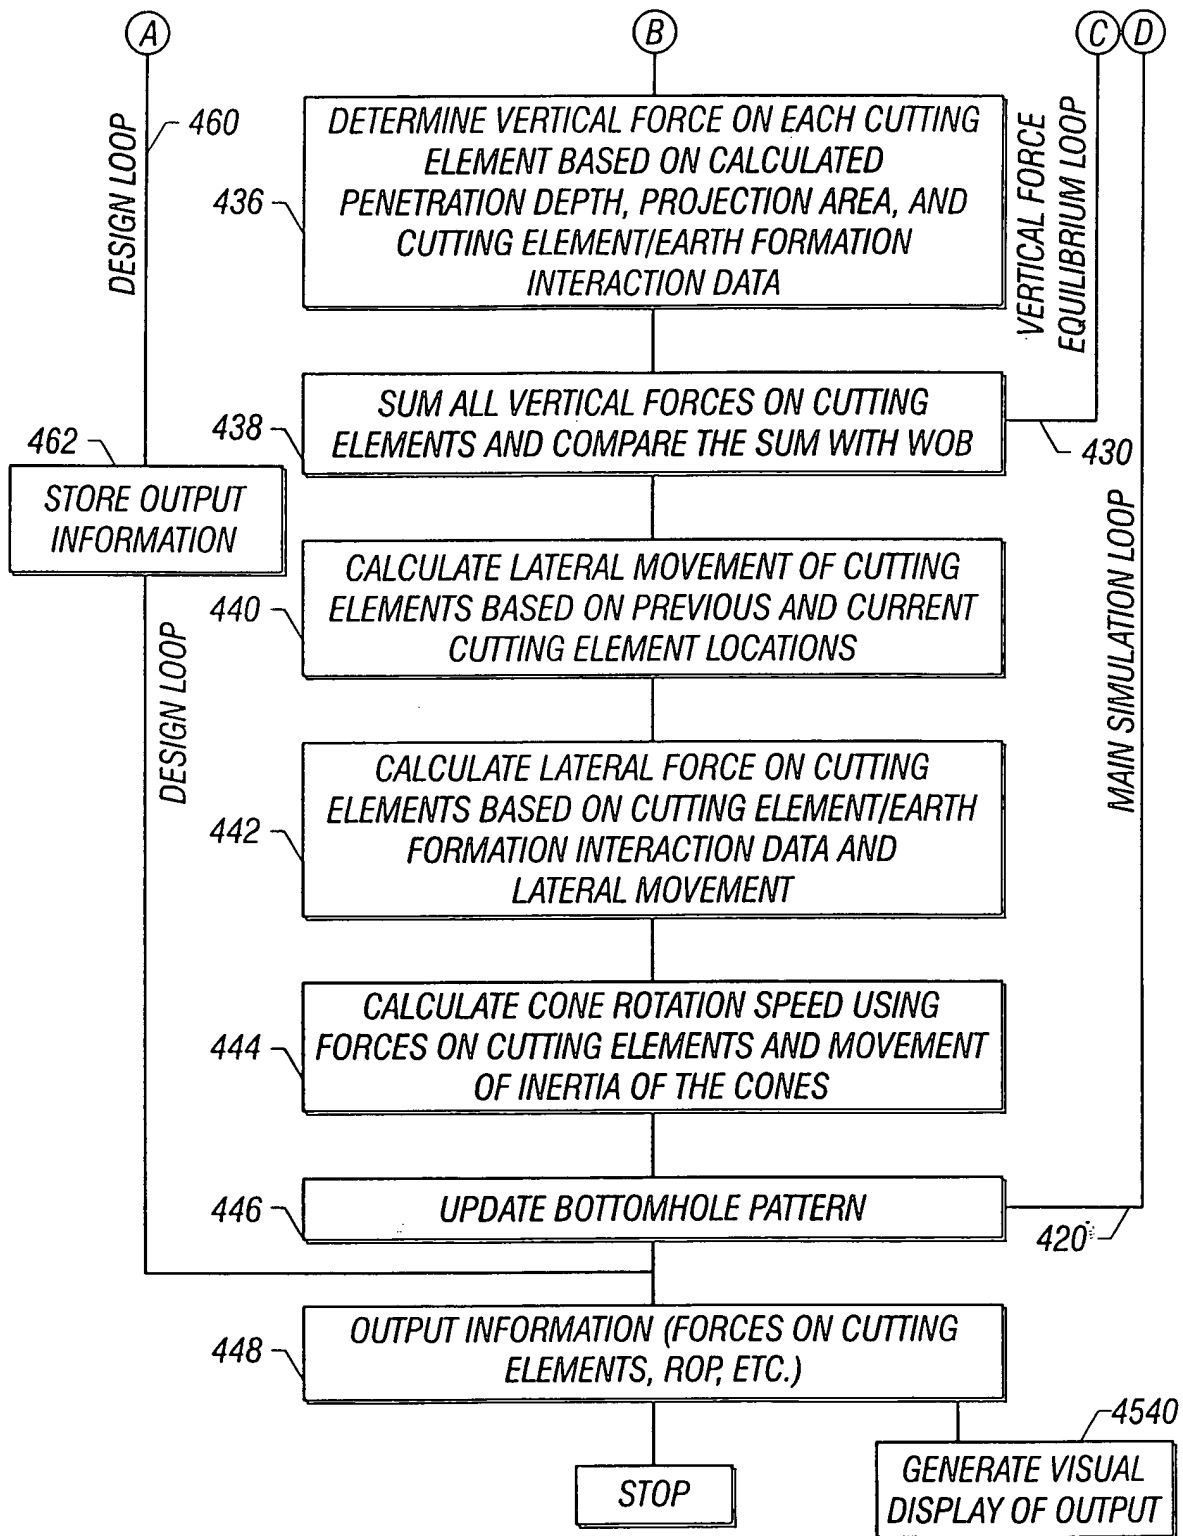 A
B
C D
DESIGN LOOP
460
436
DETERMINE VERTICAL FORCE ON EACH CUTTING
ELEMENT BASED ON CALCULATED
PENETRATION DEPTH, PROJECTION AREA, AND
CUTTING ELEMENT/EARTH FORMATION
INTERACTION DATA
VERTICAL FORCE
EQUILIBRIUM LOOP
438
SUM ALL VERTICAL FORCES ON CUTTING
ELEMENTS AND COMPARE THE SUM WITH WOB
430
462
STORE OUTPUT
INFORMATION
DESIGN LOOP
440
CALCULATE LATERAL MOVEMENT OF CUTTING
ELEMENTS BASED ON PREVIOUS AND CURRENT
CUTTING ELEMENT LOCATIONS
MAIN SIMULATION LOOP
442
CALCULATE LATERAL FORCE ON CUTTING
ELEMENTS BASED ON CUTTING ELEMENT/EARTH
FORMATION INTERACTION DATA AND
LATERAL MOVEMENT
444
CALCULATE CONE ROTATION SPEED USING
FORCES ON CUTTING ELEMENTS AND MOVEMENT
OF INERTIA OF THE CONES
446
UPDATE BOTTOMHOLE PATTERN
420
448
OUTPUT INFORMATION (FORCES ON CUTTING
ELEMENTS, ROP, ETC.)
STOP
4540
GENERATE VISUAL
DISPLAY OF OUTPUT